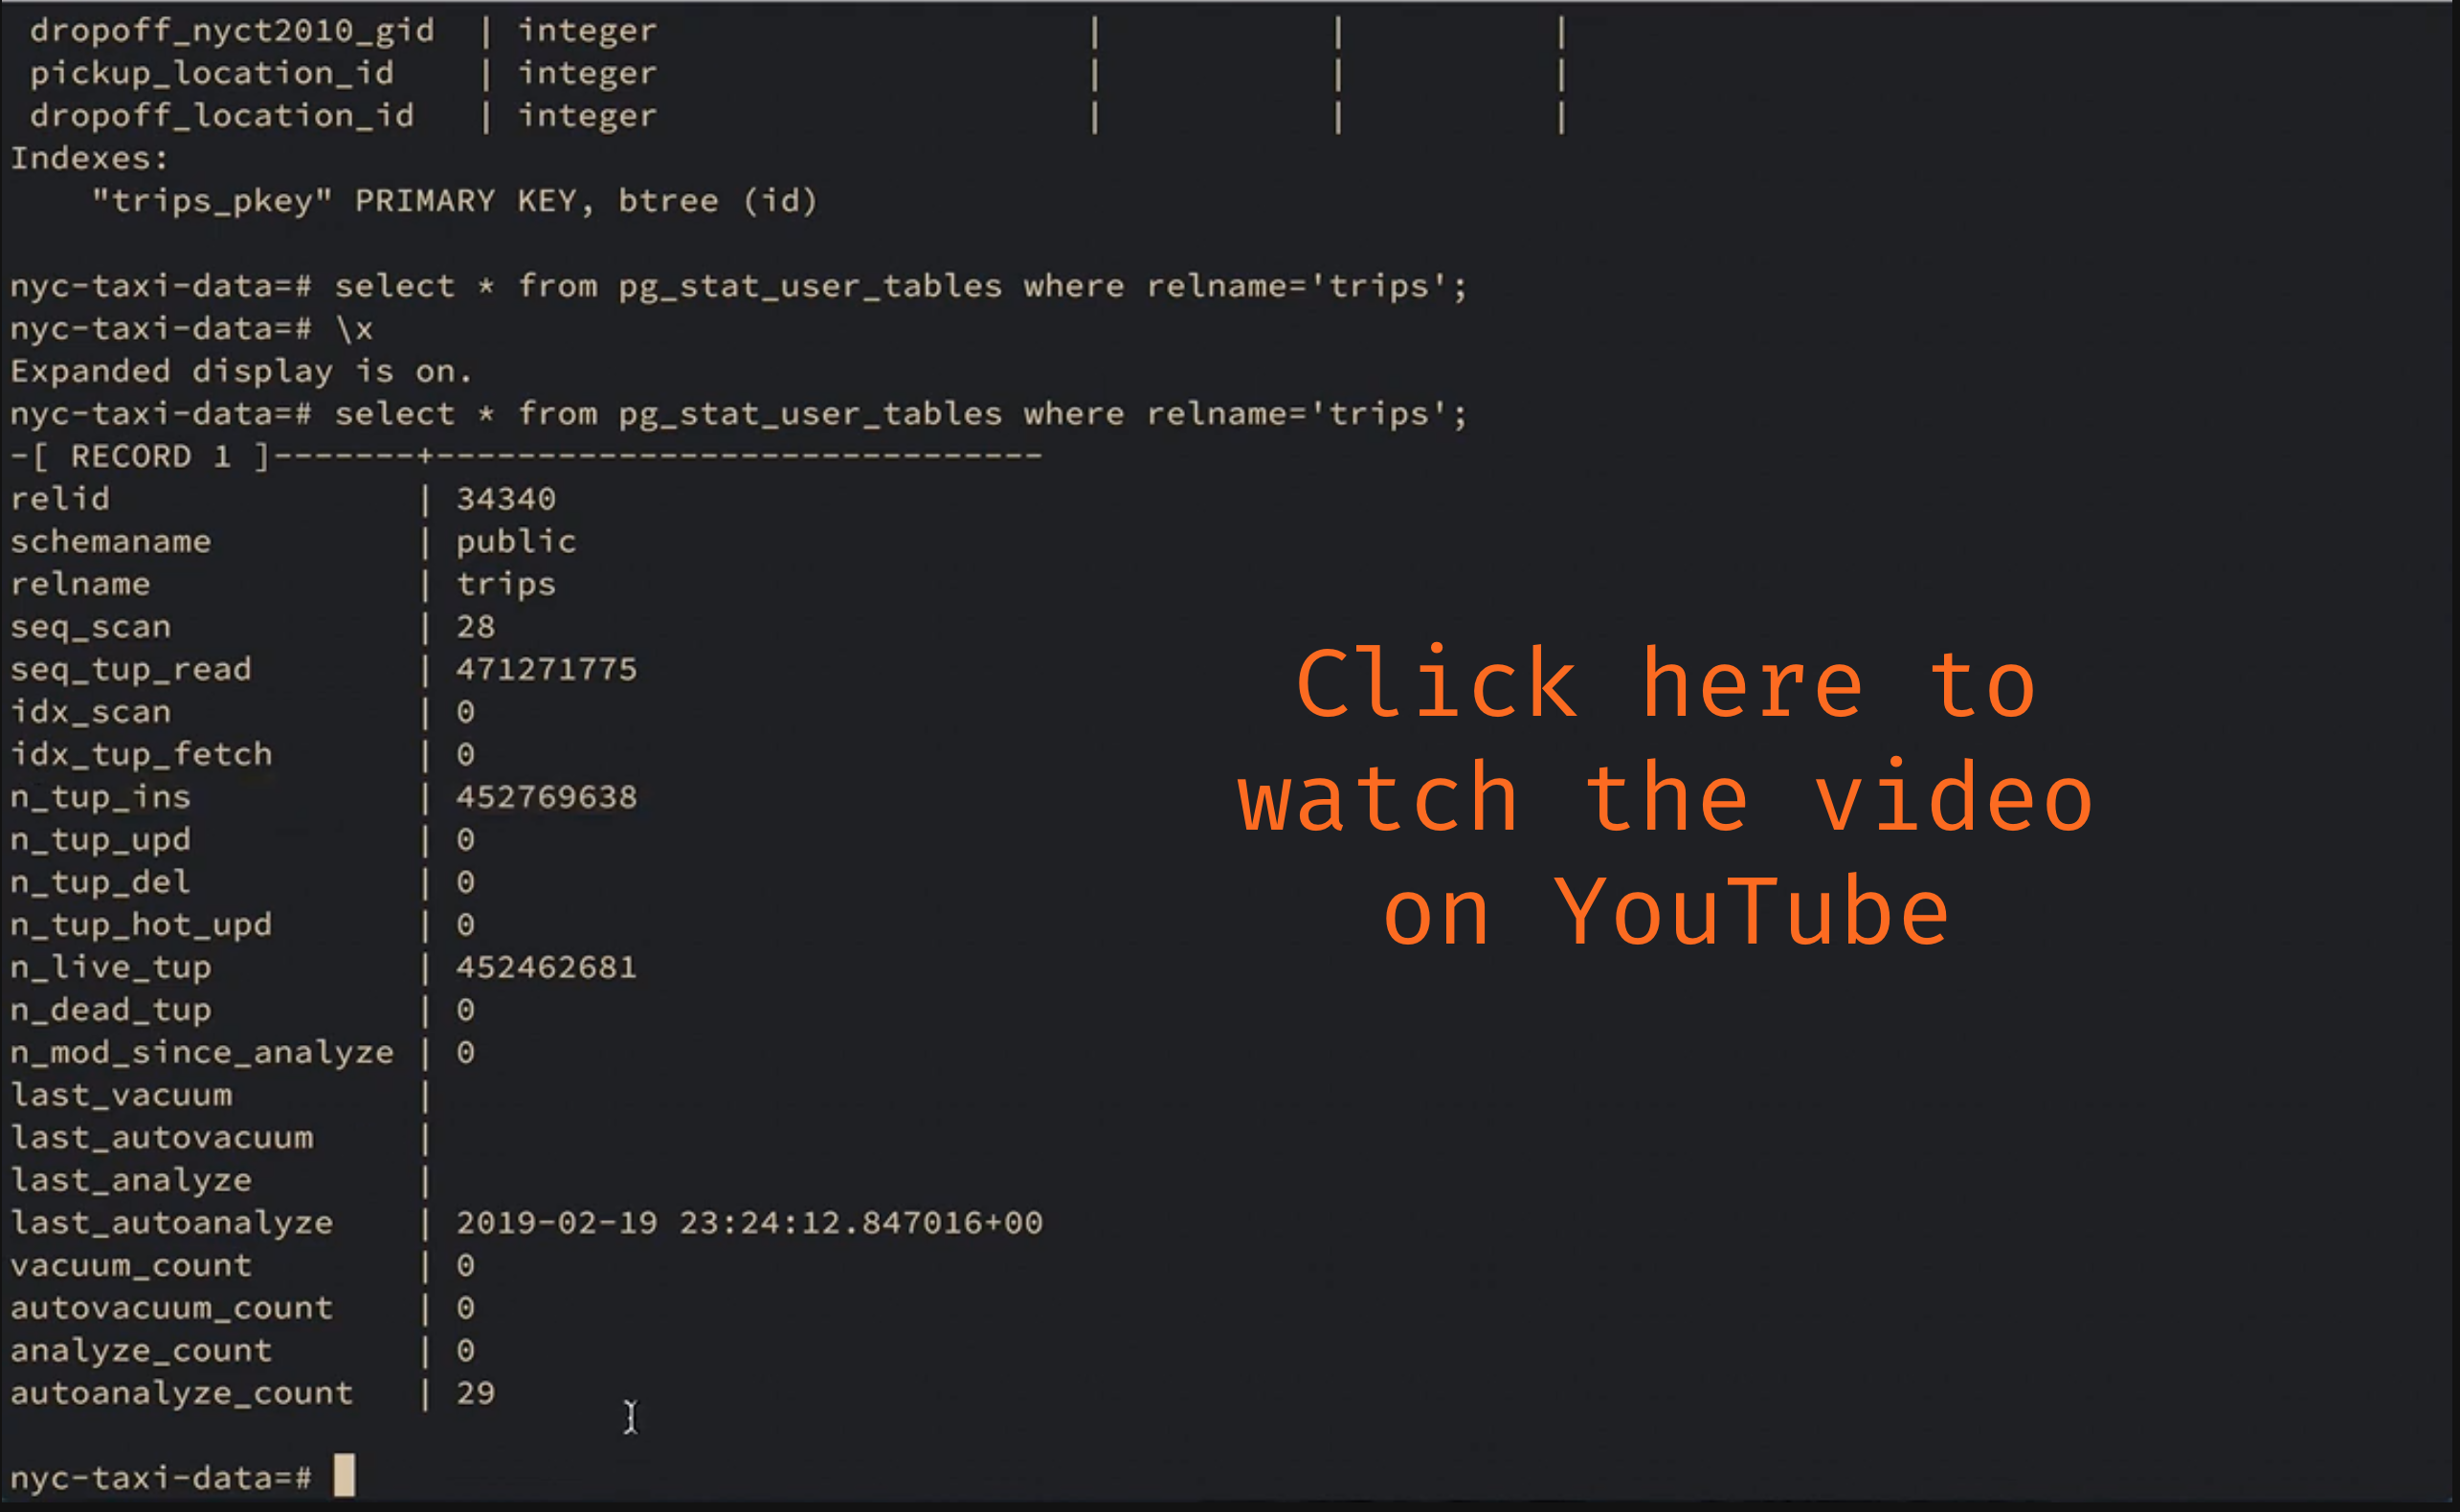 dropoff_nyct2010_gid | integer | | |
pickup_location_id | integer | | |
dropoff_location_id | integer | | |
Indexes:
"trips_pkey" PRIMARY KEY, btree (id)
nyc-taxi-data=# select * from pg_stat_user_tables where relname='trips';
nyc-taxi-data=# \x
Expanded display is on.
nyc-taxi-data=# select * from pg_stat_user_tables where relname='trips';
-[ RECORD 1 ]-------+------------------------------
relid | 34340
schemaname | public
relname | trips
seq_scan | 28
seq_tup_read | 471271775
idx_scan | 0
idx_tup_fetch | 0
n_tup_ins | 452769638
n_tup_upd | 0
n_tup_del | 0
n_tup_hot_upd | 0
n_live_tup | 452462681
n_dead_tup | 0
n_mod_since_analyze | 0
last_vacuum |
last_autovacuum |
last_analyze |
last_autoanalyze | 2019-02-19 23:24:12.847016+00
vacuum_count | 0
autovacuum_count | 0
analyze_count | 0
autoanalyze_count | 29
nyc-taxi-data=#
Click here to
watch the video
on YouTube